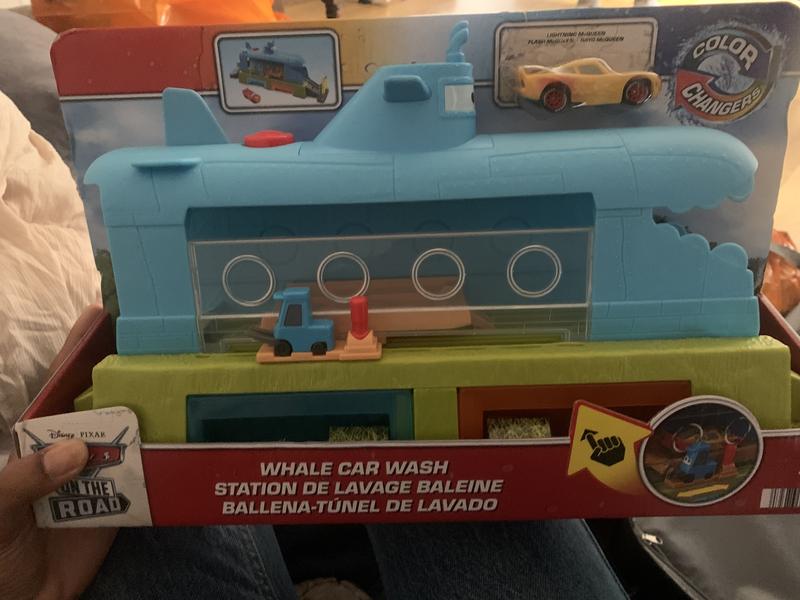 LIGHTNING McQUEEN
FLASH McQUEEN RAYO McQUEEN
COLOR
CHANGERS
Disney PIXAR
ON THE
ROAD
WHALE CAR WASH
STATION DE LAVAGE BALEINE
BALLENA-TÚNEL DE LAVADO